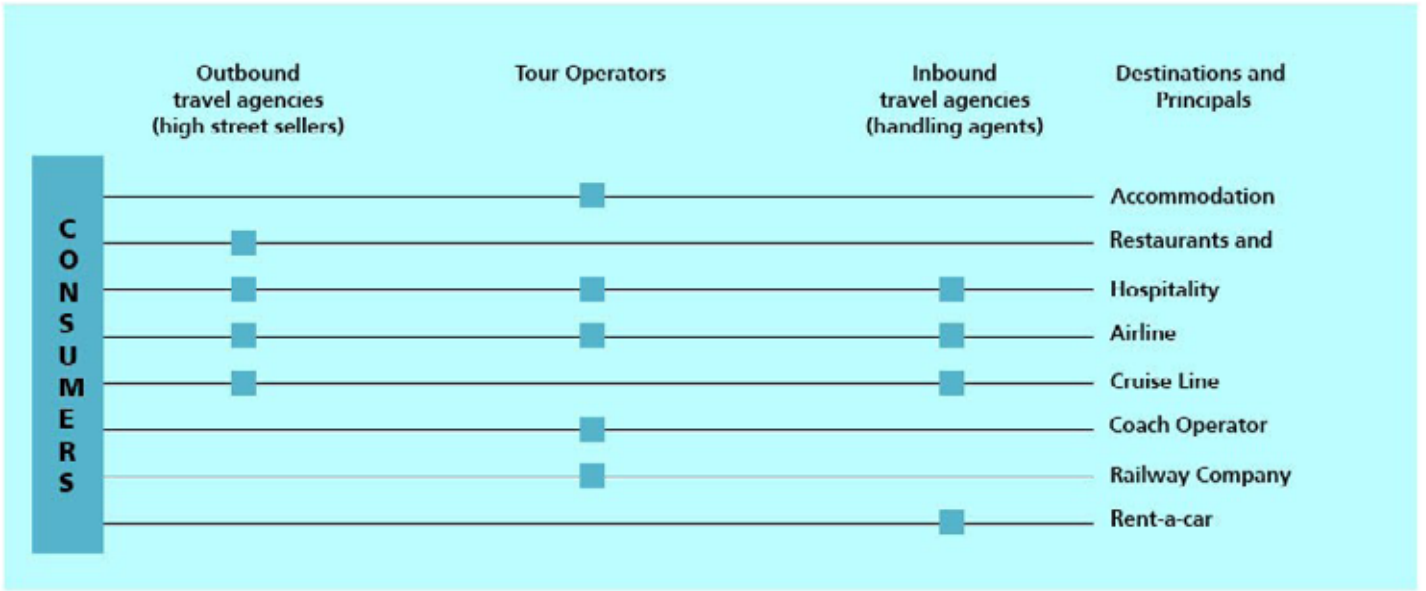 Outbound
travel agencies
(high street sellers)
Tour Operators
Inbound
travel agencies
(handling agents)
Destinations and
Principals
CONSUMERS
Accommodation
Restaurants and
Hospitality
Airline
Cruise Line
Coach Operator
Railway Company
Rent-a-car